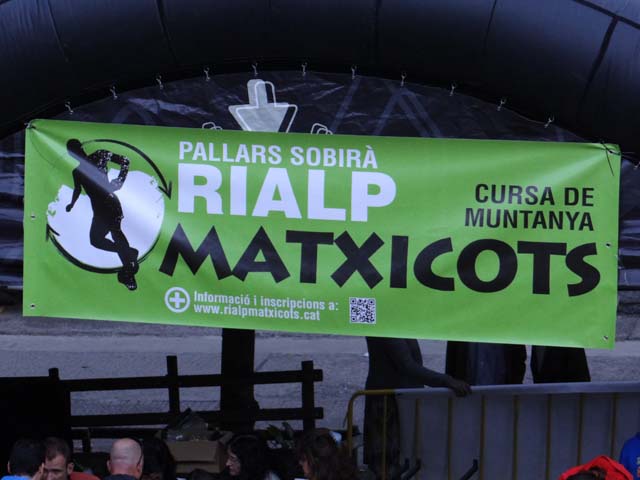 PALLARS SOBIRÀ
RIALP
MATXICOTS
CURSA DE
MUNTANYA
Informació i inscripcions a:
www.rialpmatxicots.cat